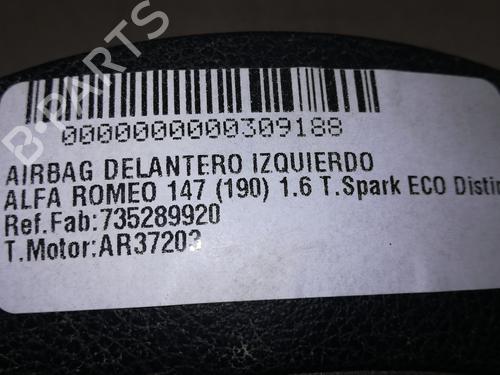 0000000000309188
AIRBAG DELANTERO IZQUIERDO
ALFA ROMEO 147 (190) 1.6 T.Spark ECO Distin
Ref.Fab:735289920
T.Motor:AR37203
B-PARTS